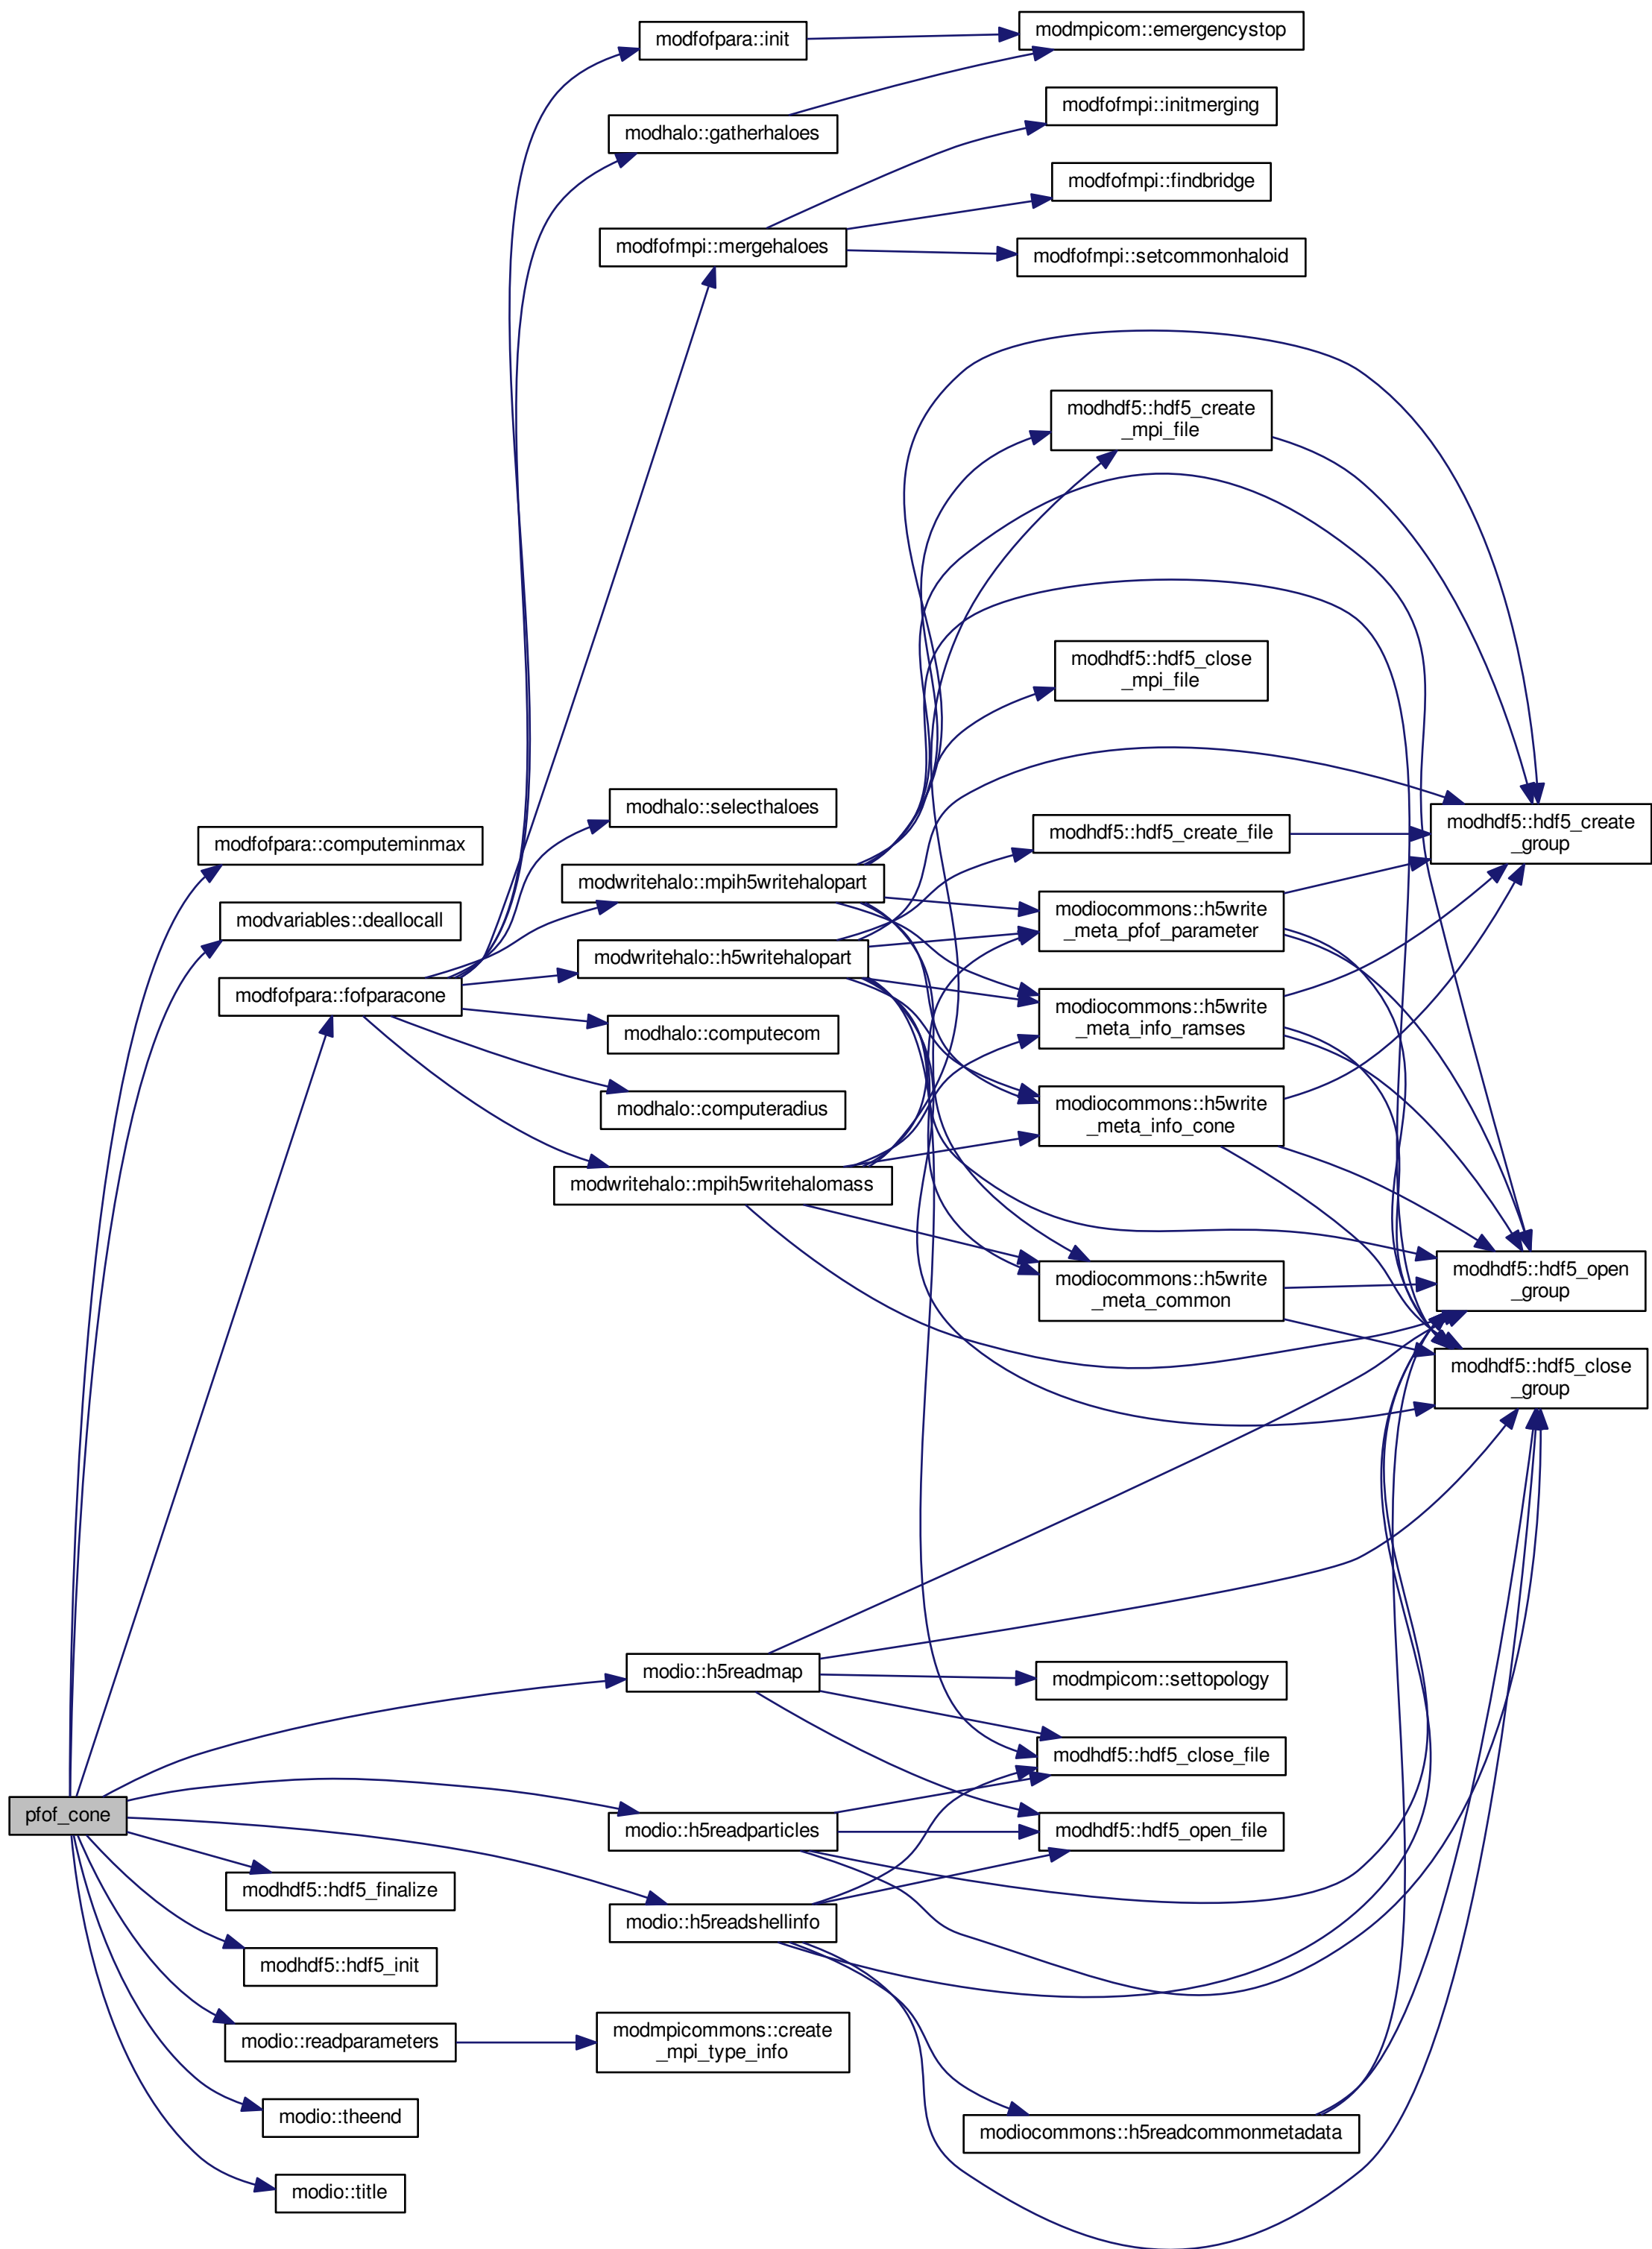 modfofpara::init
modmpicom::emergencystop
modfofmpi::initmerging
modhalo::gatherhaloes
modfofmpi::findbridge
modfofmpi::mergehaloes
modfofmpi::setcommonhaloid
modhdf5::hdf5_create
_mpi_file
modhdf5::hdf5_close
_mpi_file
modhalo::selecthaloes
modhdf5::hdf5_create_file
modhdf5::hdf5_create
_group
modfofpara::computeminmax
modwritehalo::mpih5writehalopart
modiocommons::h5write
_meta_pfof_parameter
modvariables::deallocall
modwritehalo::h5writehalopart
modfofpara::fofparacone
modiocommons::h5write
_meta_info_ramses
modhalo::computecom
modhalo::computeradius
modiocommons::h5write
_meta_info_cone
modwritehalo::mpih5writehalomass
modiocommons::h5write
_meta_common
modhdf5::hdf5_open
_group
modhdf5::hdf5_close
_group
modio::h5readmap
modmpicom::settopology
modhdf5::hdf5_close_file
pfof_cone
modio::h5readparticles
modhdf5::hdf5_open_file
modhdf5::hdf5_finalize
modio::h5readshellinfo
modhdf5::hdf5_init
modio::readparameters
modmpicommons::create
_mpi_type_info
modio::theend
modiocommons::h5readcommonmetadata
modio::title